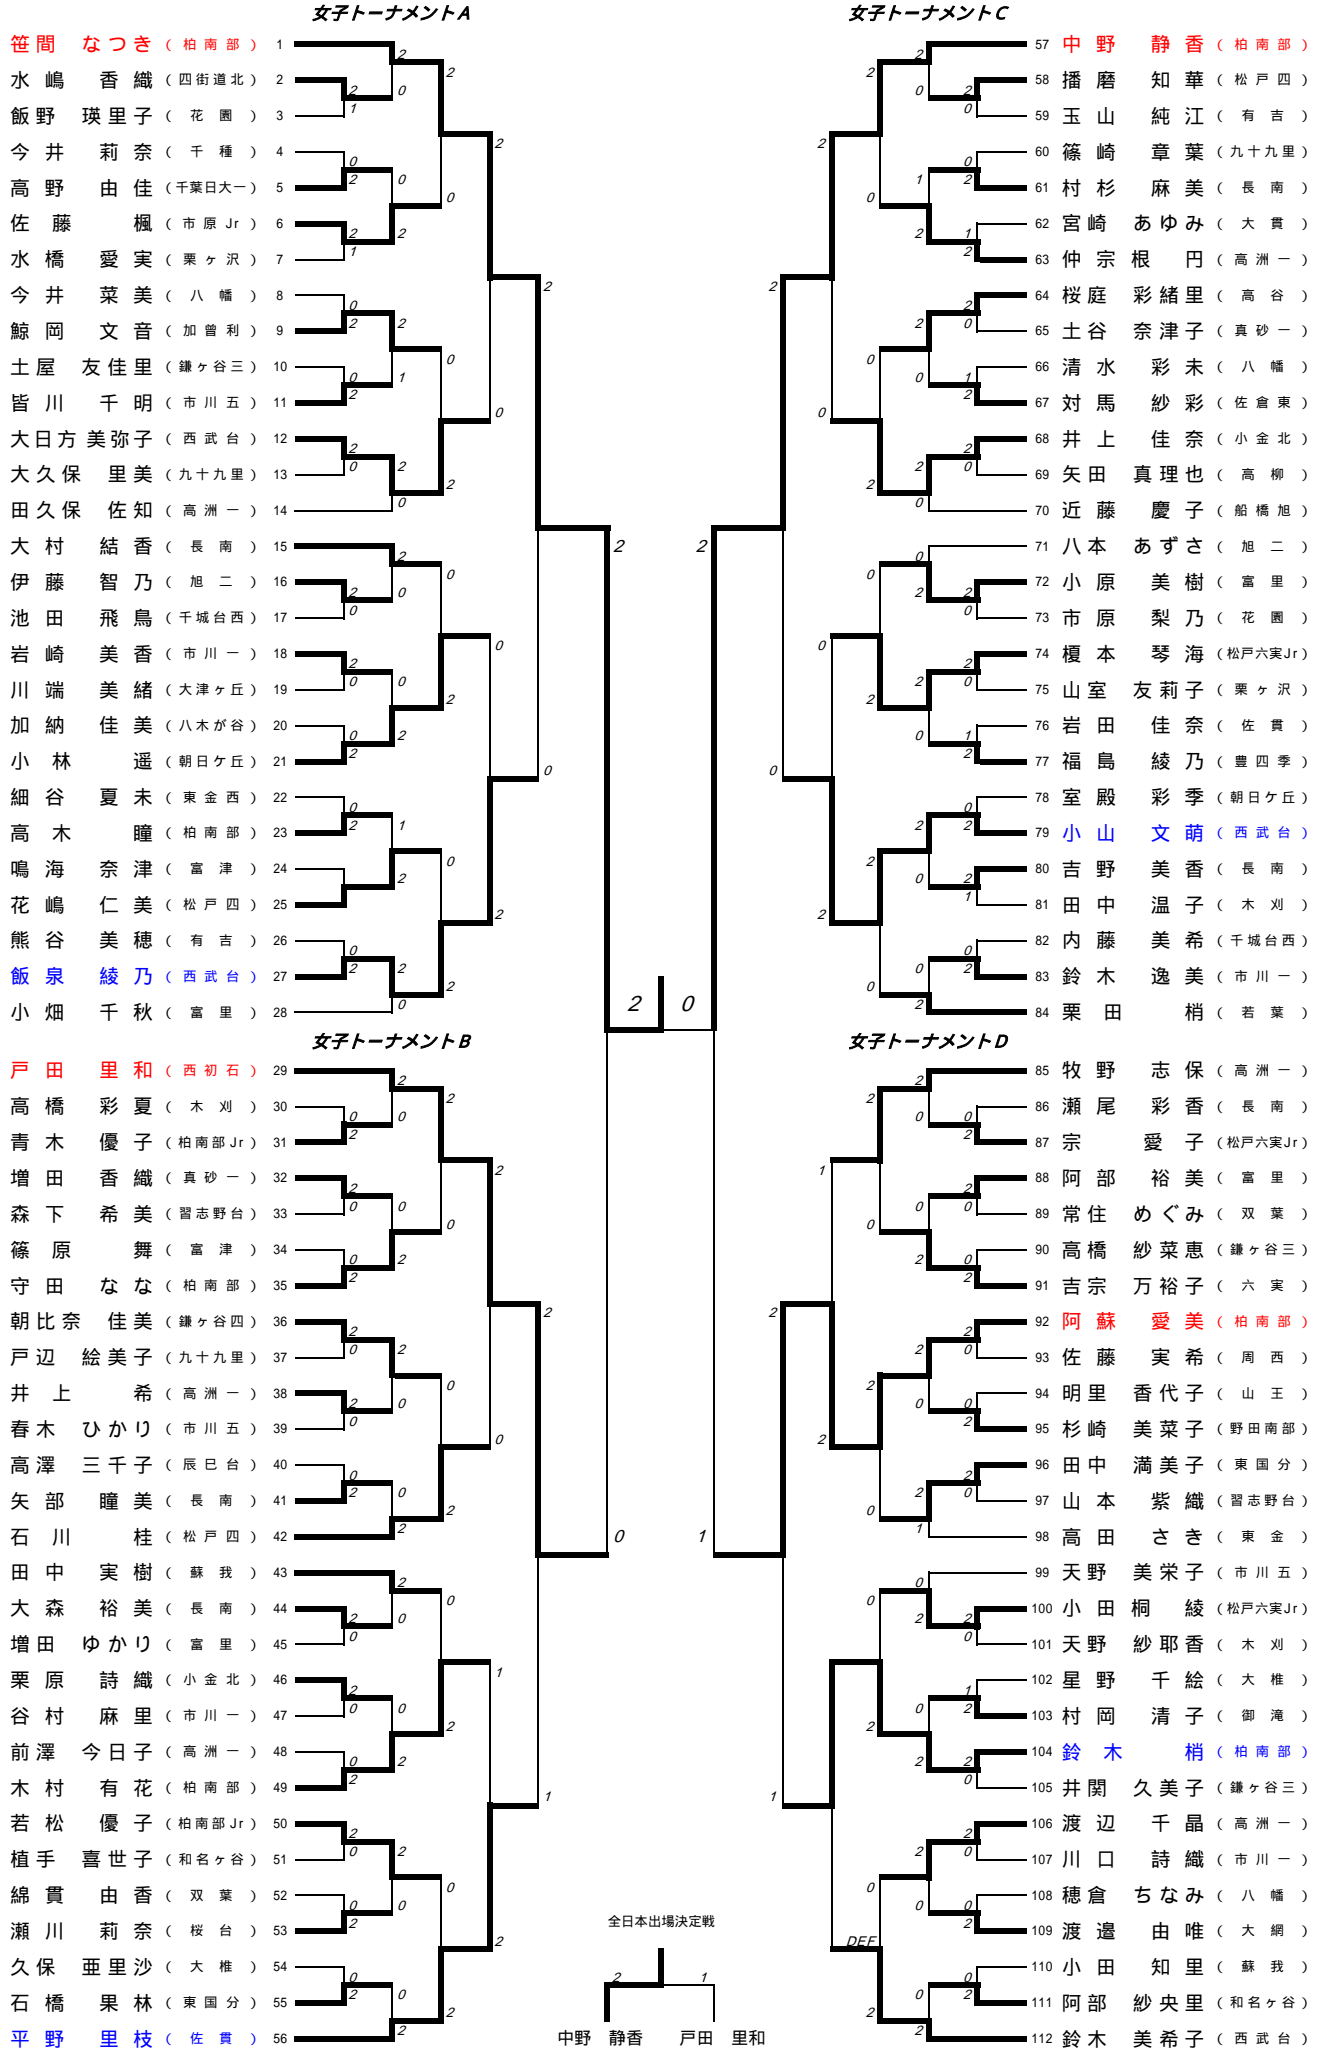 女子トーナメントA
笹間 なつき ( 柏南部 ) 1
水嶋 香織 ( 四街道北 ) 2
飯野 瑛里子 ( 花園 ) 3
今井 莉奈 ( 千種 ) 4
高野 由佳 ( 千葉日大一 ) 5
佐藤 楓 ( 市原Jr ) 6
水橋 愛実 ( 栗ヶ沢 ) 7
今井 菜美 ( 八幡 ) 8
鯨岡 文音 ( 加曽利 ) 9
土屋 友佳里 ( 鎌ヶ谷三 ) 10
皆川 千明 ( 市川五 ) 11
大日方 美弥子 ( 西武台 ) 12
大久保 里美 ( 九十九里 ) 13
田久保 佐知 ( 高洲一 ) 14
大村 結香 ( 長南 ) 15
伊藤 智乃 ( 旭二 ) 16
池田 飛鳥 ( 千城台西 ) 17
岩崎 美香 ( 市川一 ) 18
川端 美緒 ( 大津ヶ丘 ) 19
加納 佳美 ( 八木が谷 ) 20
小林 遥 ( 朝日ケ丘 ) 21
細谷 夏未 ( 東金西 ) 22
高木 瞳 ( 柏南部 ) 23
鳴海 奈津 ( 富津 ) 24
花嶋 仁美 ( 松戸四 ) 25
熊谷 美穂 ( 有吉 ) 26
飯泉 綾乃 ( 西武台 ) 27
小畑 千秋 ( 富里 ) 28
女子トーナメントB
戸田 里和 ( 西初石 ) 29
高橋 彩夏 ( 木刈 ) 30
青木 優子 ( 柏南部Jr ) 31
増田 香織 ( 真砂一 ) 32
森下 希美 ( 習志野台 ) 33
篠原 舞 ( 富津 ) 34
守田 なな ( 柏南部 ) 35
朝比奈 佳美 ( 鎌ヶ谷四 ) 36
戸辺 絵美子 ( 九十九里 ) 37
井上 希 ( 高洲一 ) 38
春木 ひかり ( 市川五 ) 39
高澤 三千子 ( 辰巳台 ) 40
矢部 瞳美 ( 長南 ) 41
石川 桂 ( 松戸四 ) 42
田中 実樹 ( 蘇我 ) 43
大森 裕美 ( 長南 ) 44
増田 ゆかり ( 富里 ) 45
栗原 詩織 ( 小金北 ) 46
谷村 麻里 ( 市川一 ) 47
前澤 今日子 ( 高洲一 ) 48
木村 有花 ( 柏南部 ) 49
若松 優子 ( 柏南部Jr ) 50
植手 喜世子 ( 和名ヶ谷 ) 51
綿貫 由香 ( 双葉 ) 52
瀬川 莉奈 ( 桜台 ) 53
久保 亜里沙 ( 大椎 ) 54
石橋 果林 ( 東国分 ) 55
平野 里枝 ( 佐貫 ) 56
女子トーナメントC
57 中野 静香 ( 柏南部 )
58 播磨 知華 ( 松戸四 )
59 玉山 純江 ( 有吉 )
60 篠崎 章葉 ( 九十九里 )
61 村杉 麻美 ( 長南 )
62 宮崎 あゆみ ( 大貫 )
63 仲宗根 円 ( 高洲一 )
64 桜庭 彩緒里 ( 高谷 )
65 土谷 奈津子 ( 真砂一 )
66 清水 彩未 ( 八幡 )
67 対馬 紗彩 ( 佐倉東 )
68 井上 佳奈 ( 小金北 )
69 矢田 真理也 ( 高柳 )
70 近藤 慶子 ( 船橋旭 )
71 八本 あずさ ( 旭二 )
72 小原 美樹 ( 富里 )
73 市原 梨乃 ( 花園 )
74 榎本 琴海 ( 松戸六実Jr )
75 山室 友莉子 ( 栗ヶ沢 )
76 岩田 佳奈 ( 佐貫 )
77 福島 綾乃 ( 豊四季 )
78 室殿 彩季 ( 朝日ケ丘 )
79 小山 文萌 ( 西武台 )
80 吉野 美香 ( 長南 )
81 田中 温子 ( 木刈 )
82 内藤 美希 ( 千城台西 )
83 鈴木 逸美 ( 市川一 )
84 栗田 梢 ( 若葉 )
女子トーナメントD
85 牧野 志保 ( 高洲一 )
86 瀬尾 彩香 ( 長南 )
87 宗 愛子 ( 松戸六実Jr )
88 阿部 裕美 ( 富里 )
89 常住 めぐみ ( 双葉 )
90 高橋 紗菜恵 ( 鎌ヶ谷三 )
91 吉宗 万裕子 ( 六実 )
92 阿蘇 愛美 ( 柏南部 )
93 佐藤 実希 ( 周西 )
94 明里 香代子 ( 山王 )
95 杉崎 美菜子 ( 野田南部 )
96 田中 満美子 ( 東国分 )
97 山本 紫織 ( 習志野台 )
98 高田 さき ( 東金 )
99 天野 美栄子 ( 市川五 )
100 小田桐 綾 ( 松戸六実Jr )
101 天野 紗耶香 ( 木刈 )
102 星野 千絵 ( 大椎 )
103 村岡 清子 ( 御滝 )
104 鈴木 梢 ( 柏南部 )
105 井関 久美子 ( 鎌ヶ谷三 )
106 渡辺 千晶 ( 高洲一 )
107 川口 詩織 ( 市川一 )
108 穂倉 ちなみ ( 八幡 )
109 渡邉 由唯 ( 大網 )
110 小田 知里 ( 蘇我 )
111 阿部 紗央里 ( 和名ヶ谷 )
112 鈴木 美希子 ( 西武台 )
DEF
2 0
全日本出場決定戦
2 1
中野 静香 戸田 里和